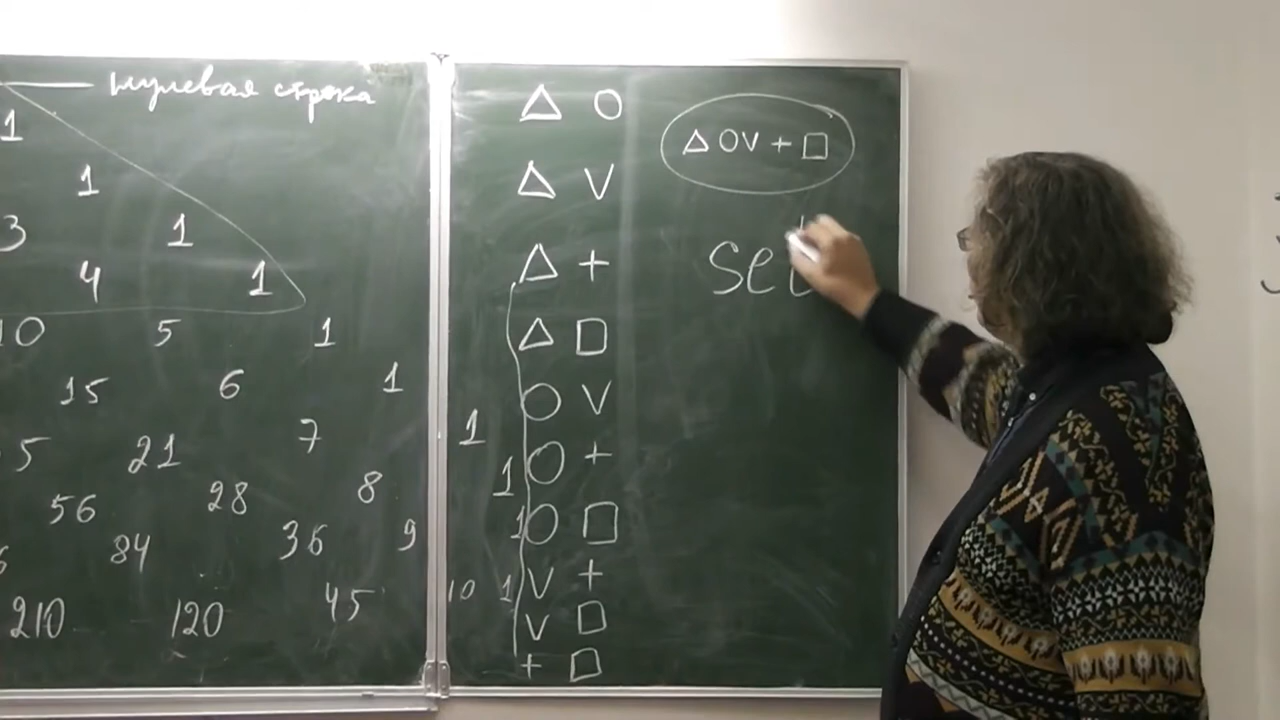 нулевая строка
1
1
3 1
4 1
10 5 1
15 6 1
5 21 7 1
56 28 8 1
84 36 9 1
210 120 45 10 1
△ O
△ V
△ +
△ □
O V
O +
O □
V +
V □
+ □
△ O V + □
set